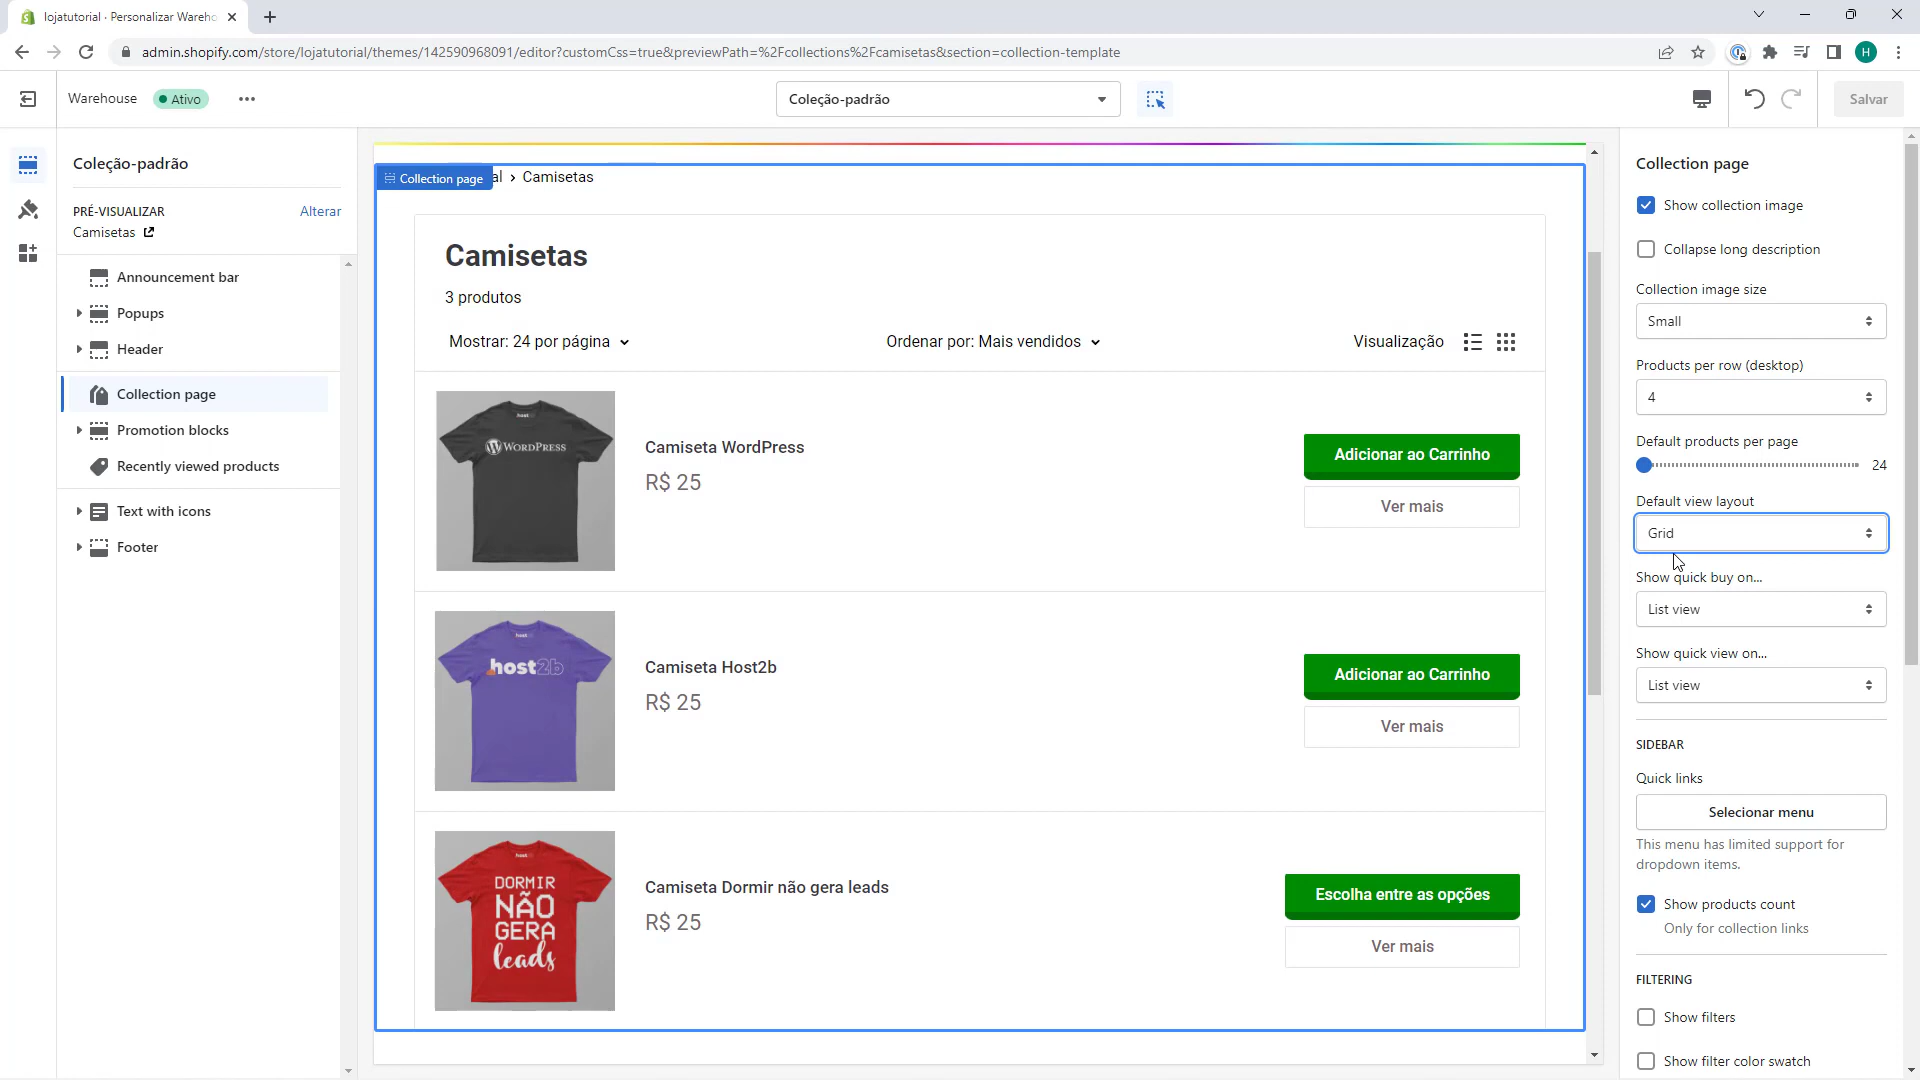 lojatutorial · Personalizar Wareho
admin.shopify.com/store/lojatutorial/themes/142590968091/editor?customCss=true&previewPath=%2Fcollections%2Fcamisetas&section=collection-template
H
Warehouse
Ativo
Coleção-padrão
Salvar
Coleção-padrão
PRÉ-VISUALIZAR
Alterar
Camisetas
Announcement bar
Popups
Header
Collection page
Promotion blocks
Recently viewed products
Text with icons
Footer
Collection page
al › Camisetas
Camisetas
3 produtos
Mostrar: 24 por página
Ordenar por: Mais vendidos
Visualização
host
WORDPRESS
Camiseta WordPress
R$ 25
Adicionar ao Carrinho
Ver mais
host
host2b
Camiseta Host2b
R$ 25
Adicionar ao Carrinho
Ver mais
host
DORMIR
NÃO
GERA
leads
Camiseta Dormir não gera leads
R$ 25
Escolha entre as opções
Ver mais
Collection page
Show collection image
Collapse long description
Collection image size
Small
Products per row (desktop)
4
Default products per page
24
Default view layout
Grid
Show quick buy on...
List view
Show quick view on...
List view
SIDEBAR
Quick links
Selecionar menu
This menu has limited support for
dropdown items.
Show products count
Only for collection links
FILTERING
Show filters
Show filter color swatch